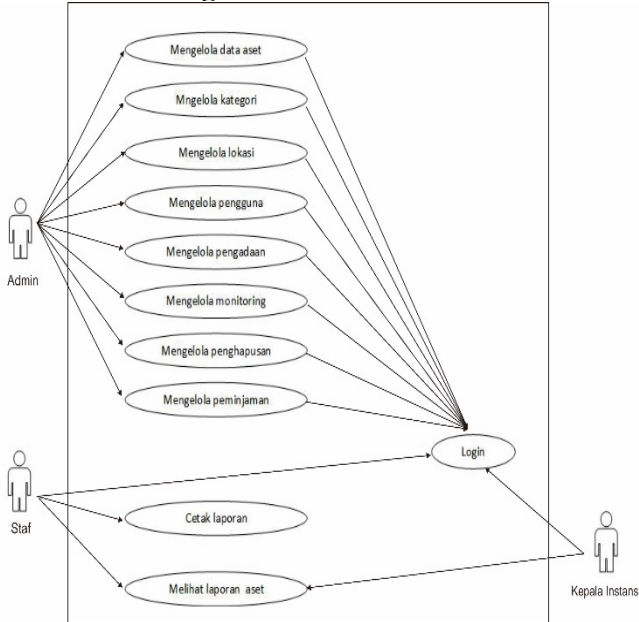 Mengelola data aset
Mngelola kategori
Mengelola lokasi
Mengelola pengguna
Mengelola pengadaan
Mengelola monitoring
Mengelola penghapusan
Mengelola peminjaman
Admin
Login
Staf
Cetak laporan
Melihat laporan aset
Kepala Instans